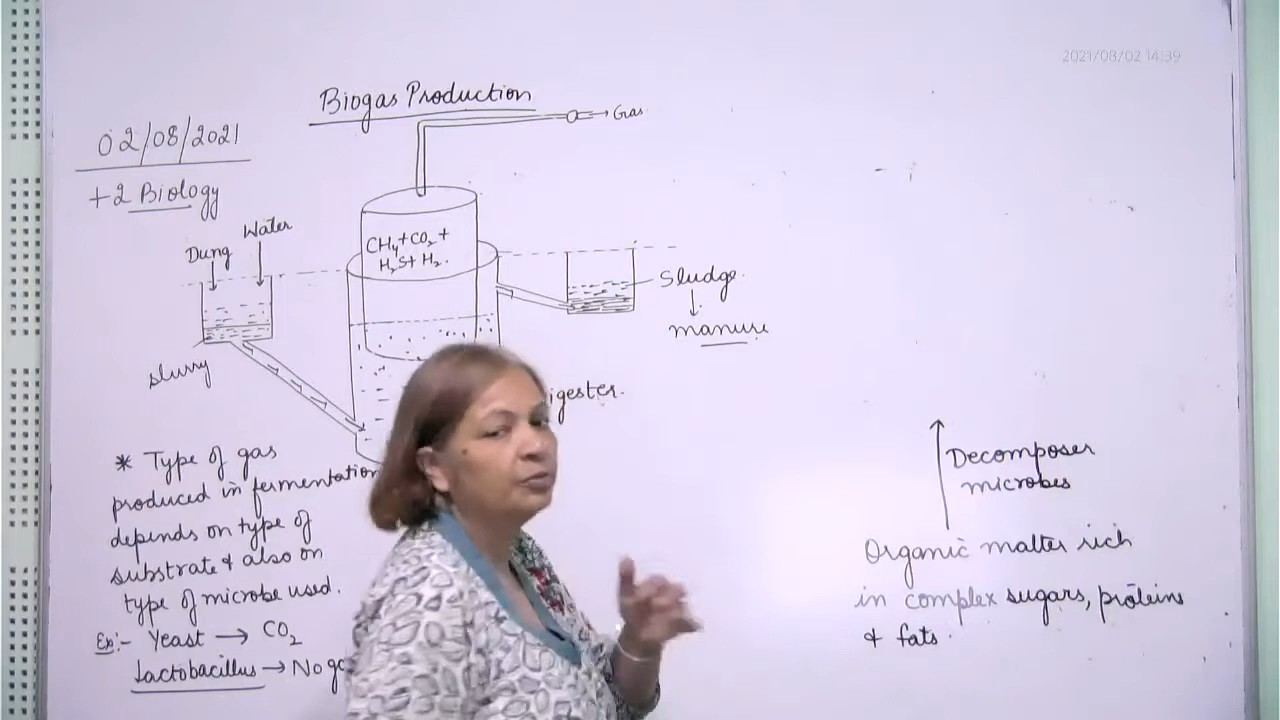 2021/08/02 14:39
Biogas Production
Gas
02/08/2021
+2 Biology
Water
Dung
CH₄+CO₂+
H₂S+H₂.
Sludge.
manure
Slurry
igester.
* Type of gas
produced in fermentation
depends on type of
substrate & also on
type of microbe used.
Ex:- Yeast → CO₂
Lactobacillus → No ga
Decomposer
microbes
Organic matter rich
in complex sugars, proteins
& fats.